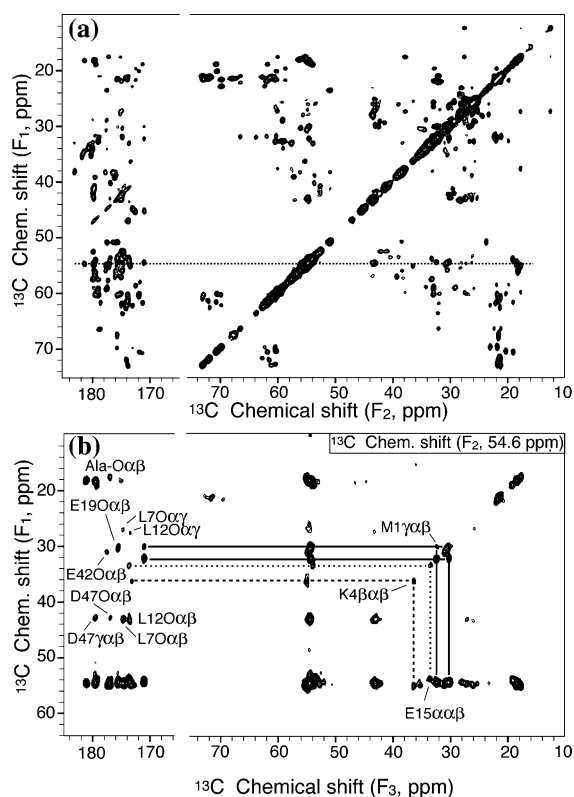 (a)
10
20
30
40
50
60
70
¹³C Chem. shift (F₁, ppm)
180 170 60 50 40 30 20 10
¹³C Chemical shift (F₂, ppm)
(b)
¹³C Chem. shift (F₂, 54.6 ppm)
Ala-Oαβ
E19Oαβ
L7Oαγ
L12Oαγ
M1γαβ
E42Oαβ
K4βαβ
D47Oαβ
L12Oαβ
D47γαβ
L7Oαβ
E15ααβ
20
30
40
50
60
¹³C Chem. shift (F₁, ppm)
180 170 60 50 40 30 20 10
¹³C Chemical shift (F₃, ppm)